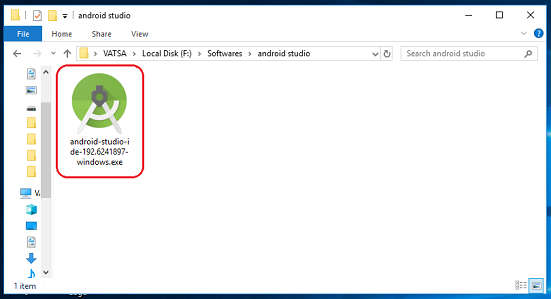 android studio
File Home Share View
VATSA Local Disk (F:) Softwares android studio
Search android studio
android-studio-i
de-192.6241897-
windows.exe
1 item